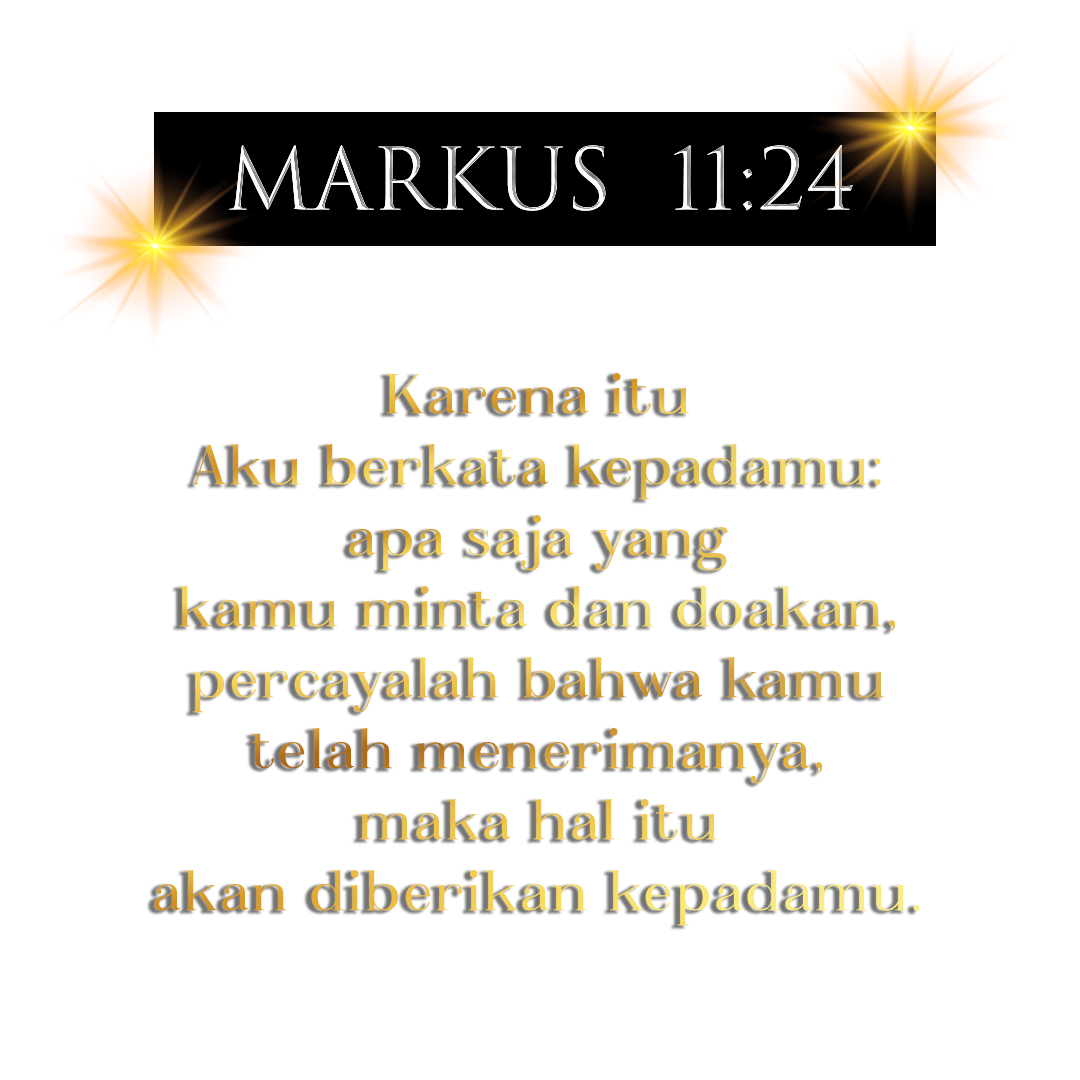 MARKUS 11:24
Karena itu
Aku berkata kepadamu:
apa saja yang
kamu minta dan doakan,
percayalah bahwa kamu
telah menerimanya,
maka hal itu
akan diberikan kepadamu.